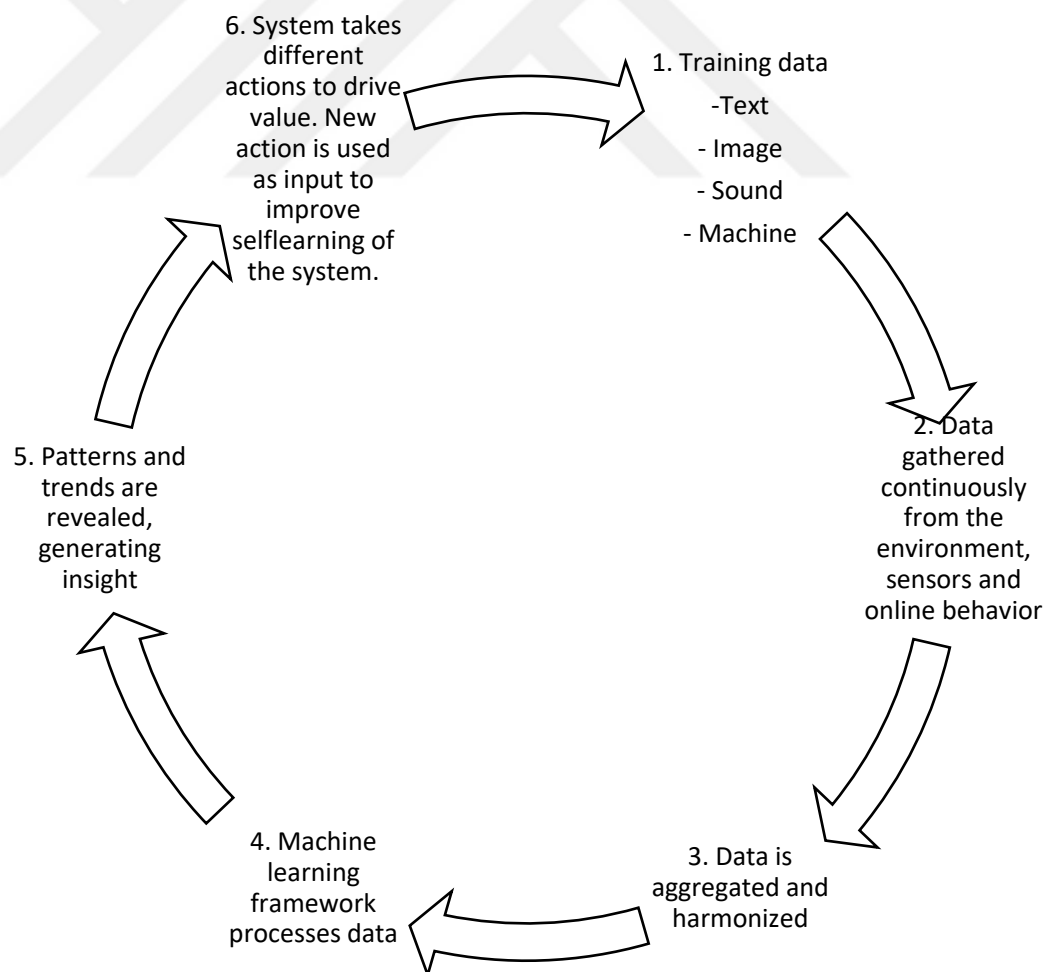 1. Training data
-Text
- Image
- Sound
- Machine
2. Data
gathered
continuously
from the
environment,
sensors and
online behavior
3. Data is
aggregated and
harmonized
4. Machine
learning
framework
processes data
5. Patterns and
trends are
revealed,
generating
insight
6. System takes
different
actions to drive
value. New
action is used
as input to
improve
selflearning of
the system.